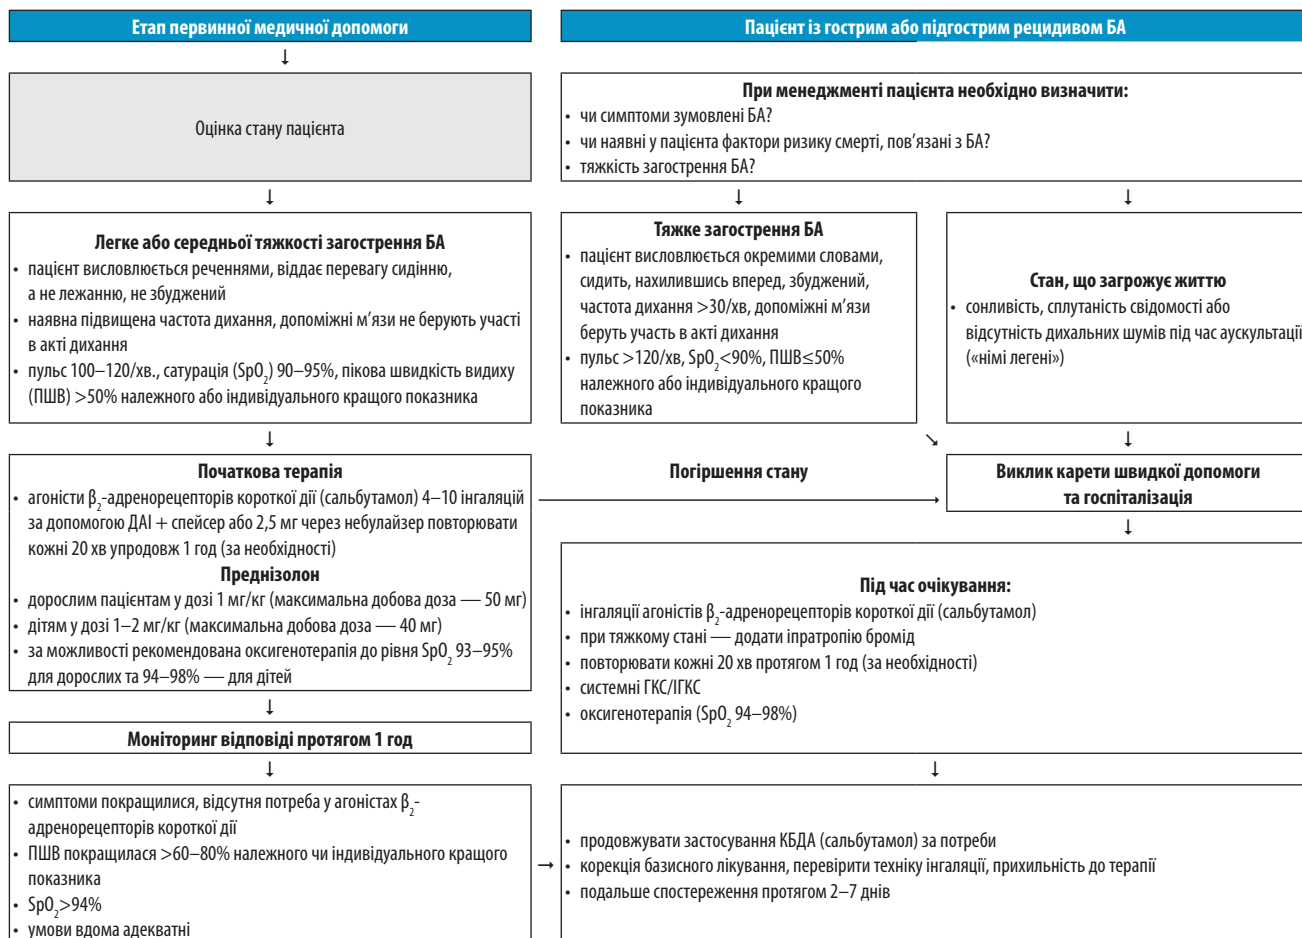 Етап первинної медичної допомоги
Пацієнт із гострим або підгострим рецидивом БА
↓
Оцінка стану пацієнта
При менеджменті пацієнта необхідно визначити:
• чи симптоми зумовлені БА?
• чи наявні у пацієнта фактори ризику смерті, пов’язані з БА?
• тяжкість загострення БА?
↓
↓
↓
Легке або середньої тяжкості загострення БА
• пацієнт висловлюється реченнями, віддає перевагу сидінню,
а не лежанню, не збуджений
• наявна підвищена частота дихання, допоміжні м’язи не берують участі
в акті дихання
• пульс 100–120/хв., сатурація (SpO₂) 90–95%, пікова швидкість видиху
(ПШВ) >50% належного або індивідуального кращого показника
Тяжке загострення БА
• пацієнт висловлюється окремими словами,
сидить, нахилившись вперед, збуджений,
частота дихання >30/хв, допоміжні м’язи
беруть участь в акті дихання
• пульс >120/хв, SpO₂<90%, ПШВ≤50%
належного або індивідуального кращого
показника
Стан, що загрожує життю
• сонливість, сплутаність свідомості або
відсутність дихальних шумів під час аускультації
(«німі легені»)
↓
↘
↓
Початкова терапія
• агоністи β₂-адренорецепторів короткої дії (сальбутамол) 4–10 інгаляцій
за допомогою ДАІ + спейсер або 2,5 мг через небулайзер повторювати
кожні 20 хв упродовж 1 год (за необхідності)
Преднізолон
• дорослим пацієнтам у дозі 1 мг/кг (максимальна добова доза — 50 мг)
• дітям у дозі 1–2 мг/кг (максимальна добова доза — 40 мг)
• за можливості рекомендована оксигенотерапія до рівня SpO₂ 93–95%
для дорослих та 94–98% — для дітей
Погіршення стану
Виклик карети швидкої допомоги
та госпіталізація
↓
Під час очікування:
• інгаляції агоністів β₂-адренорецепторів короткої дії (сальбутамол)
• при тяжкому стані — додати іпратропію бромід
• повторювати кожні 20 хв протягом 1 год (за необхідності)
• системні ГКС/ІГКС
• оксигенотерапія (SpO₂ 94–98%)
↓
Моніторинг відповіді протягом 1 год
↓
↓
• симптоми покращилися, відсутня потреба у агоністах β₂-
адренорецепторів короткої дії
• ПШВ покращилася >60–80% належного чи індивідуального кращого
показника
• SpO₂>94%
• умови вдома адекватні
→
• продовжувати застосування КБДА (сальбутамол) за потреби
• корекція базисного лікування, перевірити техніку інгаляції, прихильність до терапії
• подальше спостереження протягом 2–7 днів